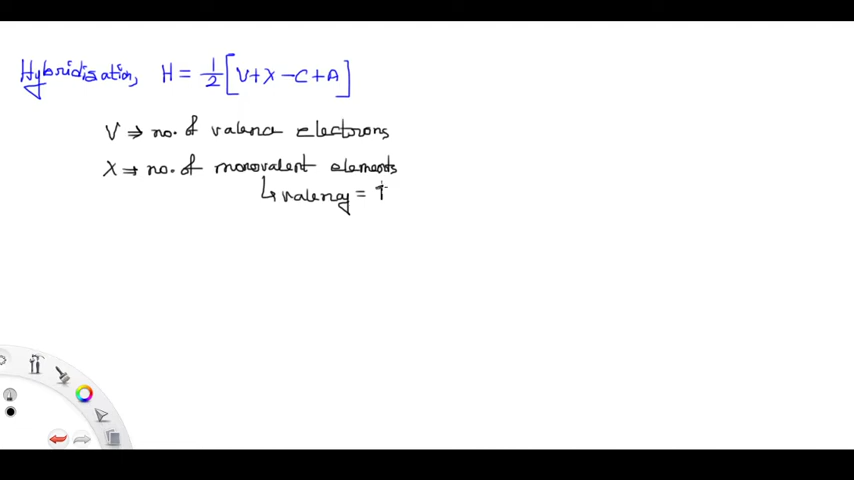 Hybridisation, H = 1/2 [V+X-C+A]
V ⇒ no. of valence electrons
X ⇒ no. of monovalent elements
↳ valency = 1